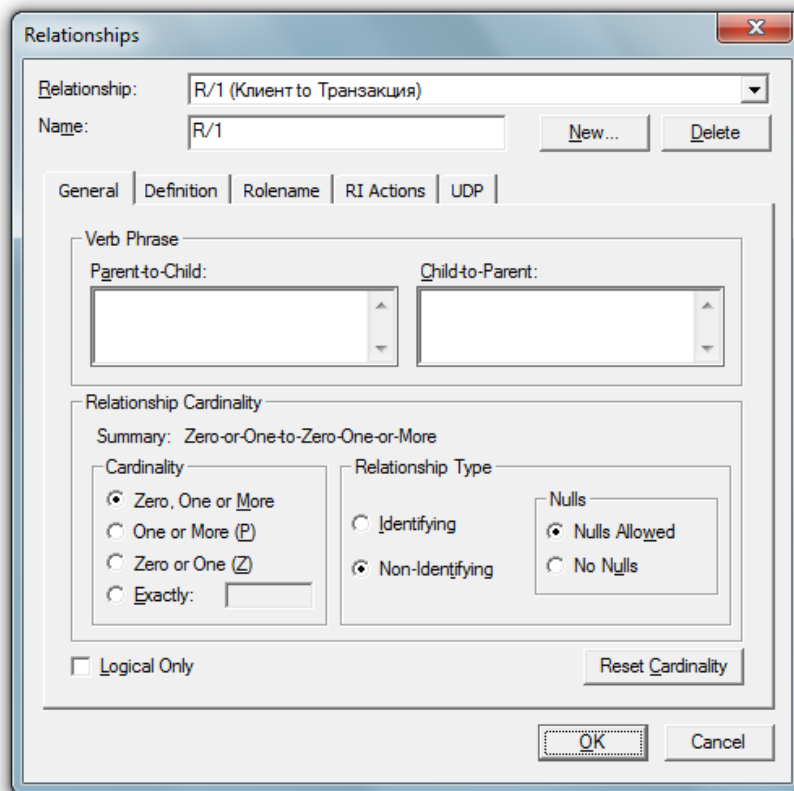 Relationships
Relationship: R/1 (Клиент to Транзакция)
Name: R/1 New... Delete
General Definition Rolename RI Actions UDP
Verb Phrase
Parent-to-Child: Child-to-Parent:
Relationship Cardinality
Summary: Zero-or-One-to-Zero-One-or-More
Cardinality
Zero, One or More
One or More (P)
Zero or One (Z)
Exactly:
Relationship Type
Identifying
Non-Identifying
Nulls
Nulls Allowed
No Nulls
Logical Only Reset Cardinality
OK Cancel